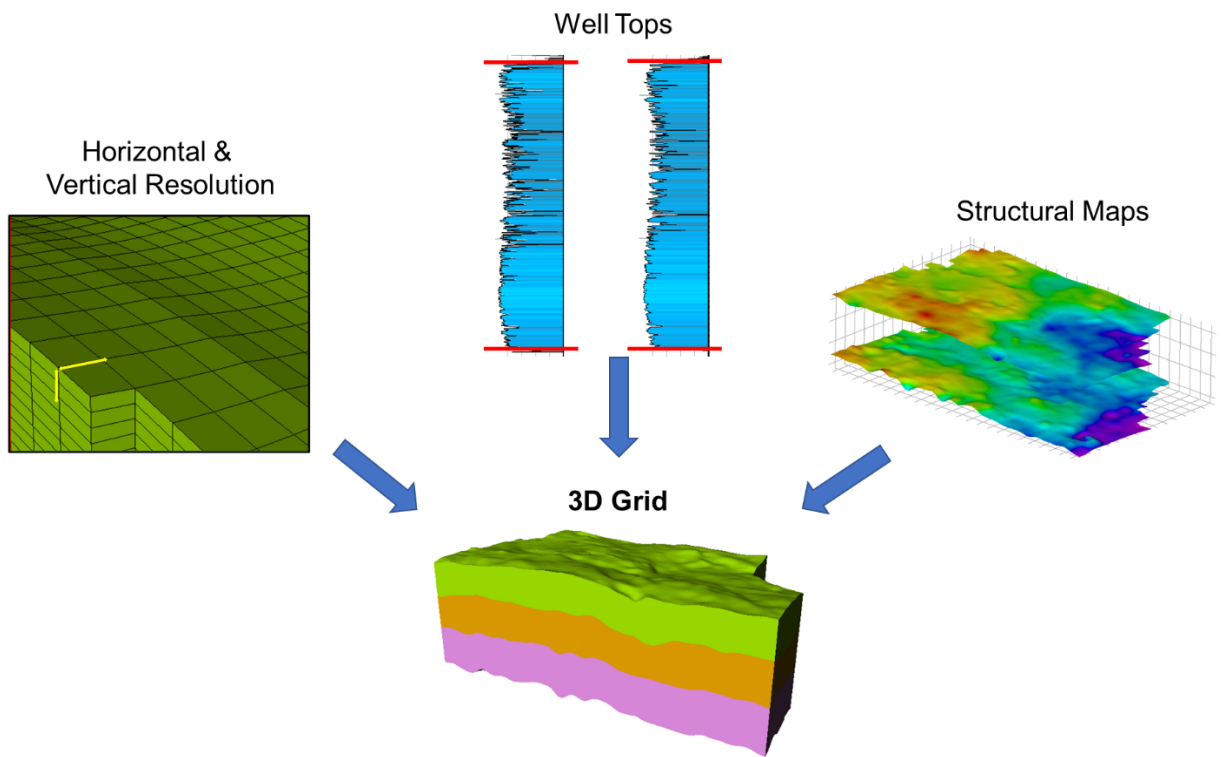 Well Tops
Horizontal &
Vertical Resolution
Structural Maps
3D Grid